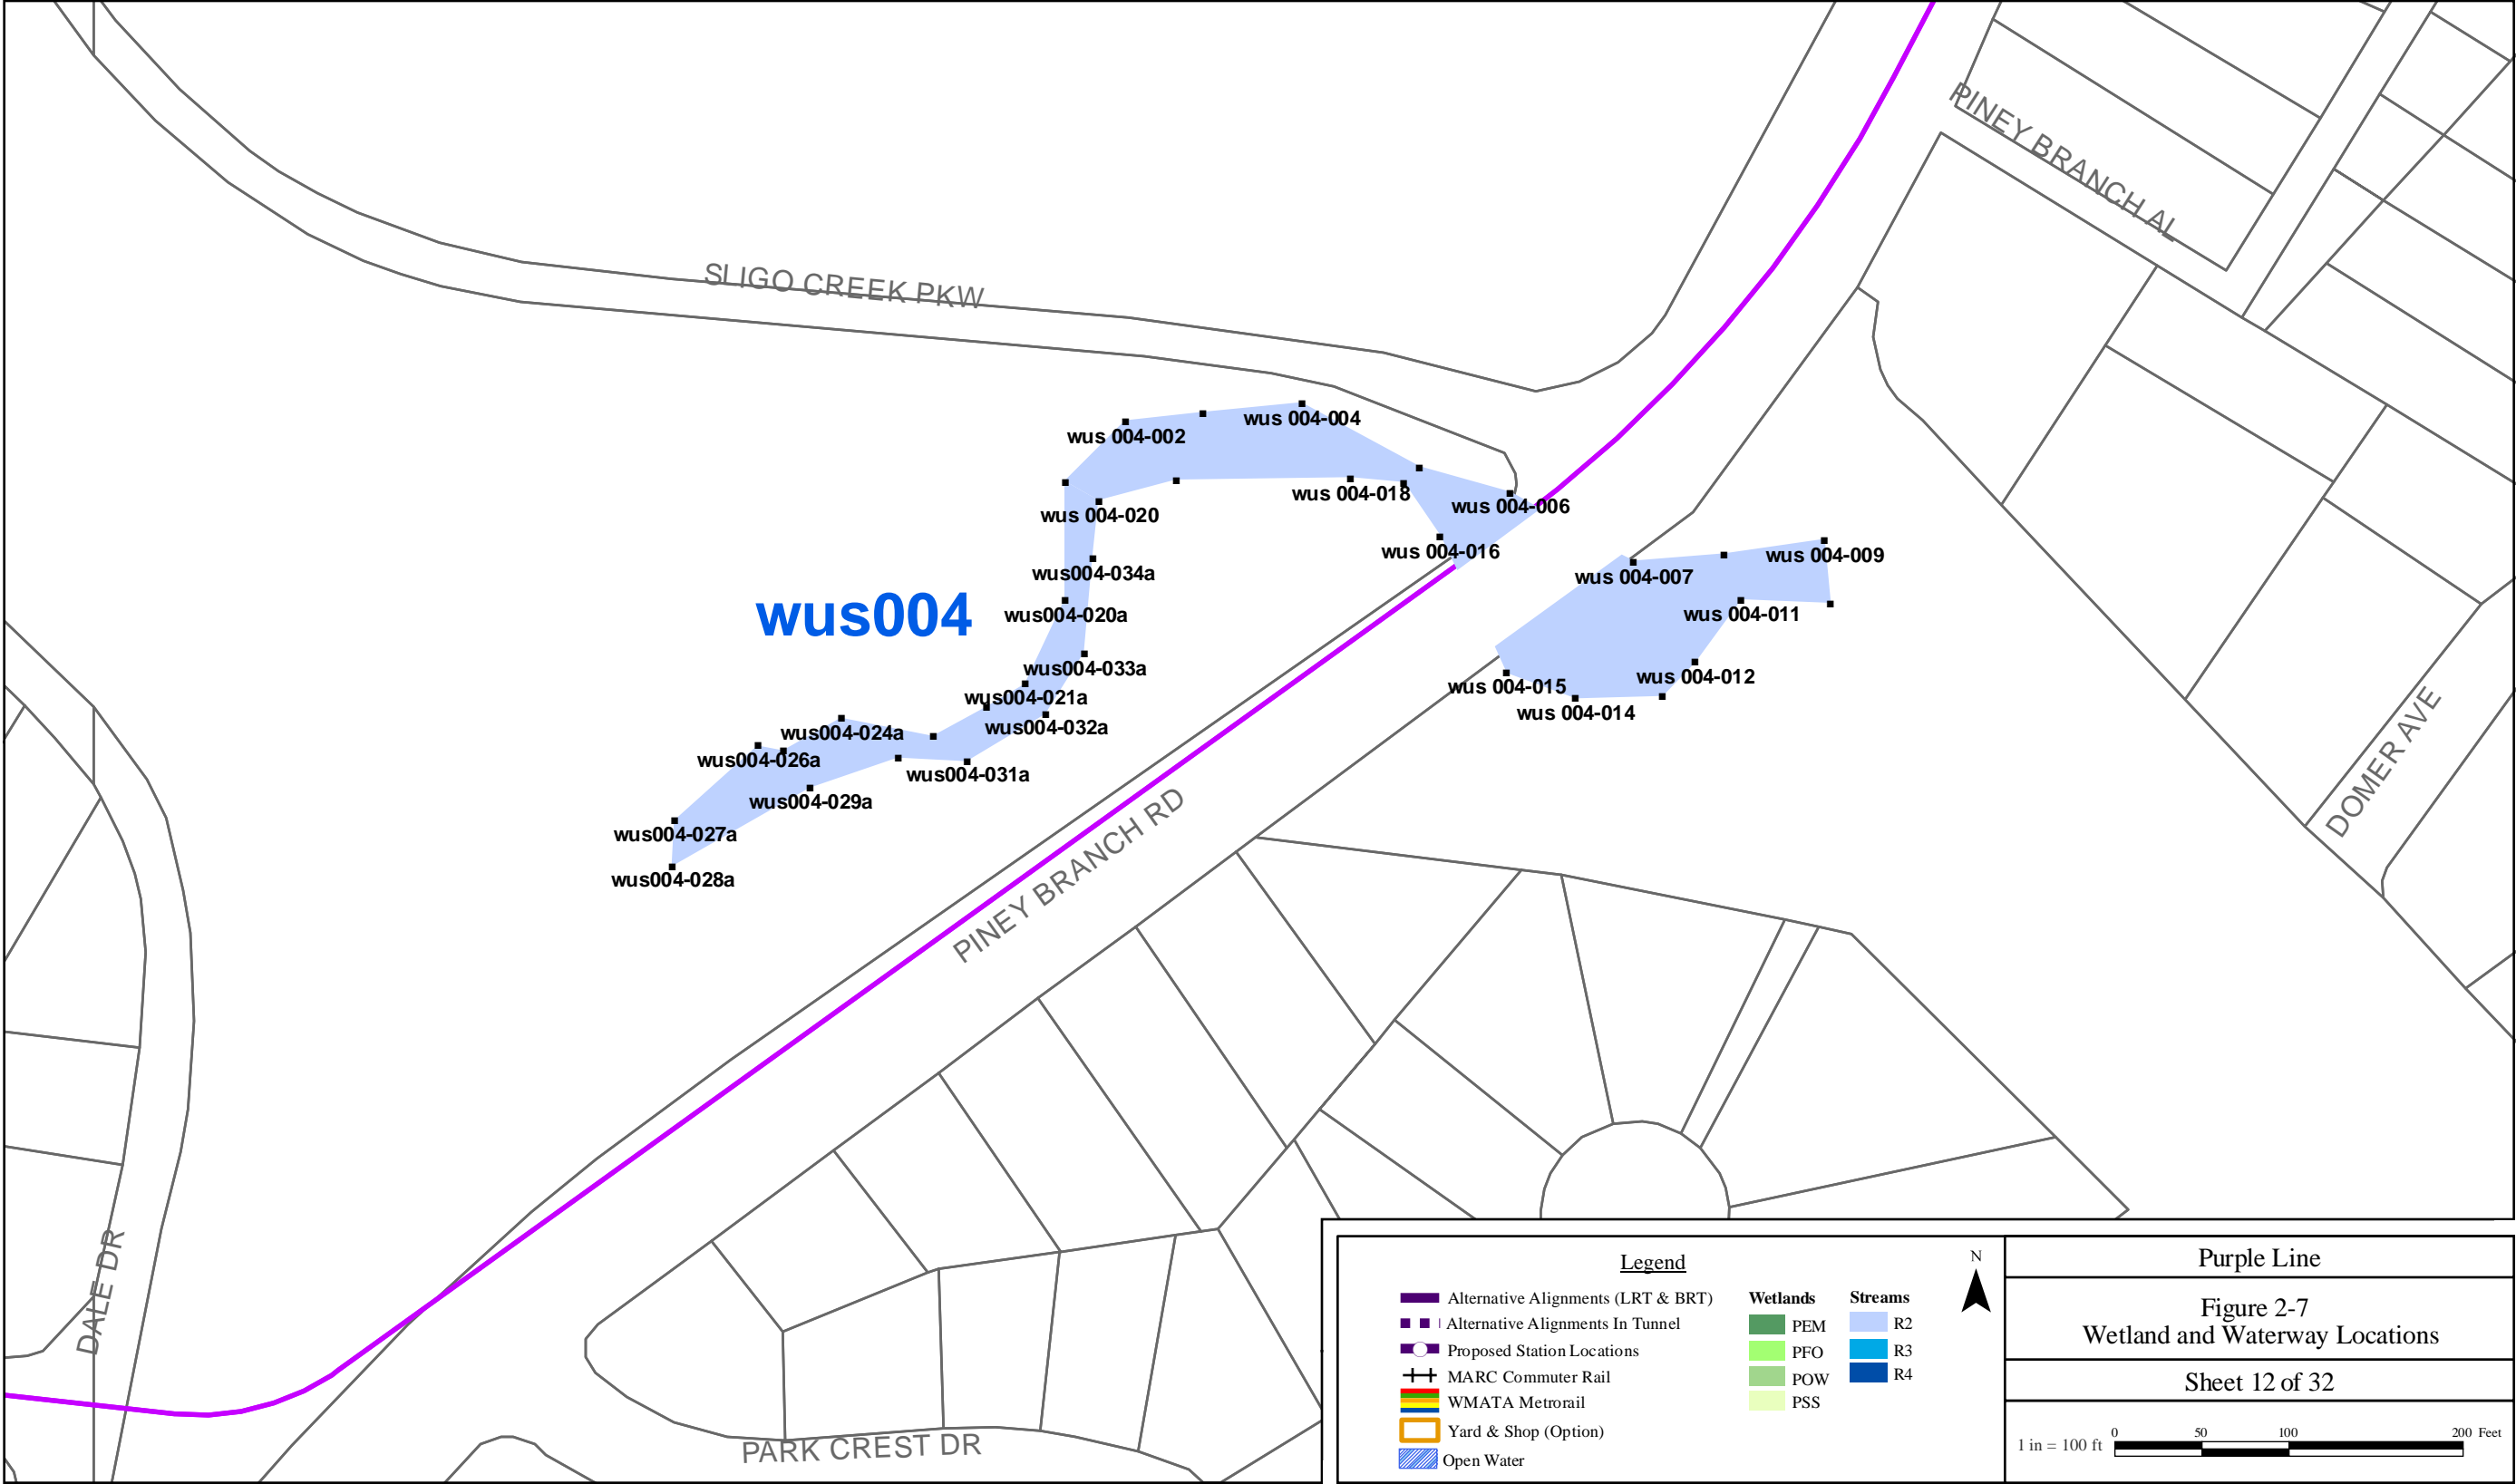 PINEY BRANCH AL
SLIGO CREEK PKW
wus 004-004
wus 004-002
wus 004-018
wus 004-006
wus 004-020
wus 004-016
wus 004-009
wus004-034a
wus 004-007
wus004
wus004-020a
wus 004-011
wus004-033a
wus 004-012
wus 004-015
wus004-021a
wus 004-014
wus004-032a
wus004-024a
wus004-026a
wus004-031a
wus004-029a
wus004-027a
wus004-028a
DOMER AVE
PINEY BRANCH RD
DALE DR
PARK CREST DR
Legend
Alternative Alignments (LRT & BRT)
Alternative Alignments In Tunnel
Proposed Station Locations
MARC Commuter Rail
WMATA Metrorail
Yard & Shop (Option)
Open Water
Wetlands
PEM
PFO
POW
PSS
Streams
R2
R3
R4
N
Purple Line
Figure 2-7
Wetland and Waterway Locations
Sheet 12 of 32
1 in = 100 ft
0 50 100 200 Feet